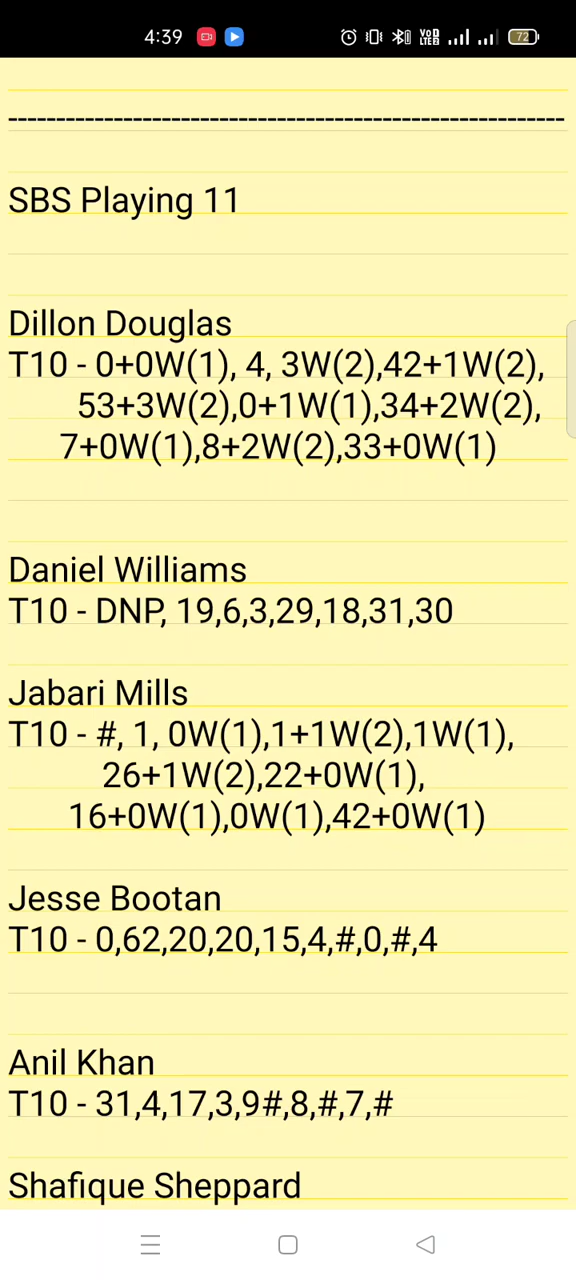 4:39
VoD LTE2
72
-----------------------------------------------------------
SBS Playing 11
Dillon Douglas
T10 - 0+0W(1), 4, 3W(2),42+1W(2),
53+3W(2),0+1W(1),34+2W(2),
7+0W(1),8+2W(2),33+0W(1)
Daniel Williams
T10 - DNP, 19,6,3,29,18,31,30
Jabari Mills
T10 - #, 1, 0W(1),1+1W(2),1W(1),
26+1W(2),22+0W(1),
16+0W(1),0W(1),42+0W(1)
Jesse Bootan
T10 - 0,62,20,20,15,4,#,0,#,4
Anil Khan
T10 - 31,4,17,3,9#,8,#,7,#
Shafique Sheppard